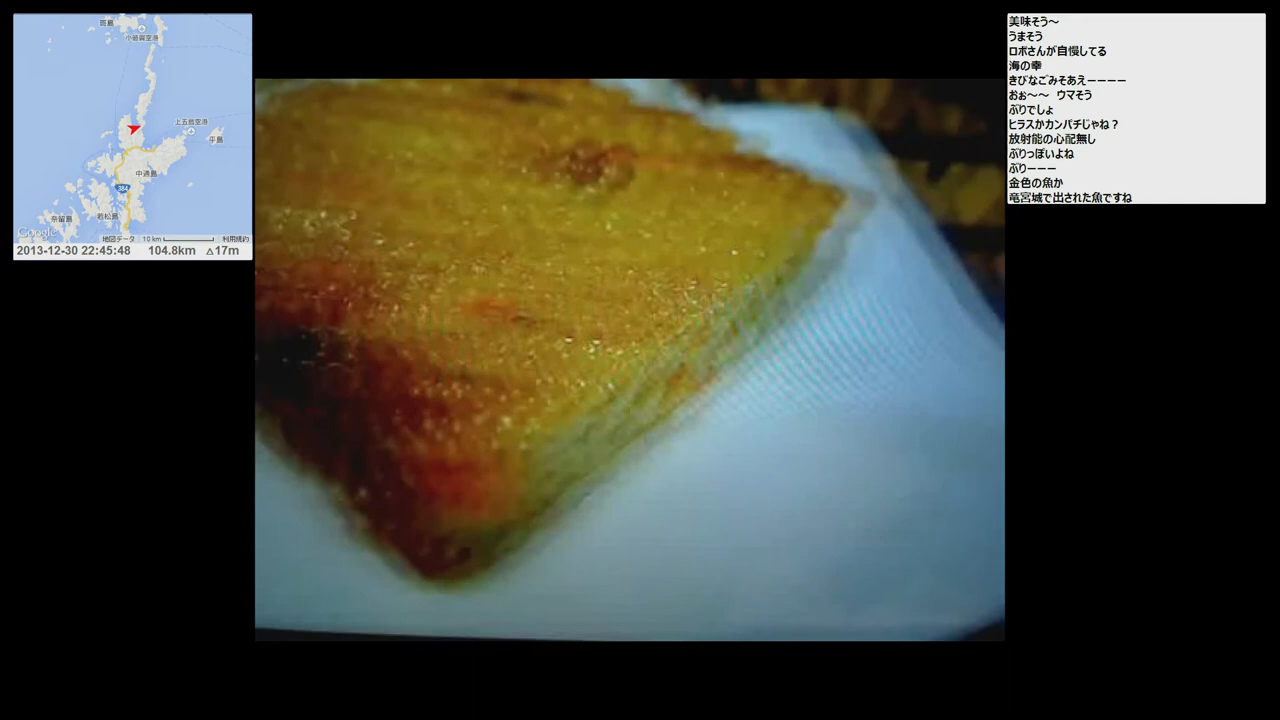 斑島
小値賀空港
上五島空港
平島
中通島
384
若松島
奈留島
Google
地図データ 10 km 利用規約
2013-12-30 22:45:48 104.8km △17m
美味そう～
うまそう
ロボさんが自慢してる
海の幸
きびなごみそあえーーーー
おぉ～～ ウマそう
ぶりでしょ
ヒラスかカンパチじゃね？
放射能の心配無し
ぶりっぽいよね
ぶりーーー
金色の魚か
竜宮城で出された魚ですね